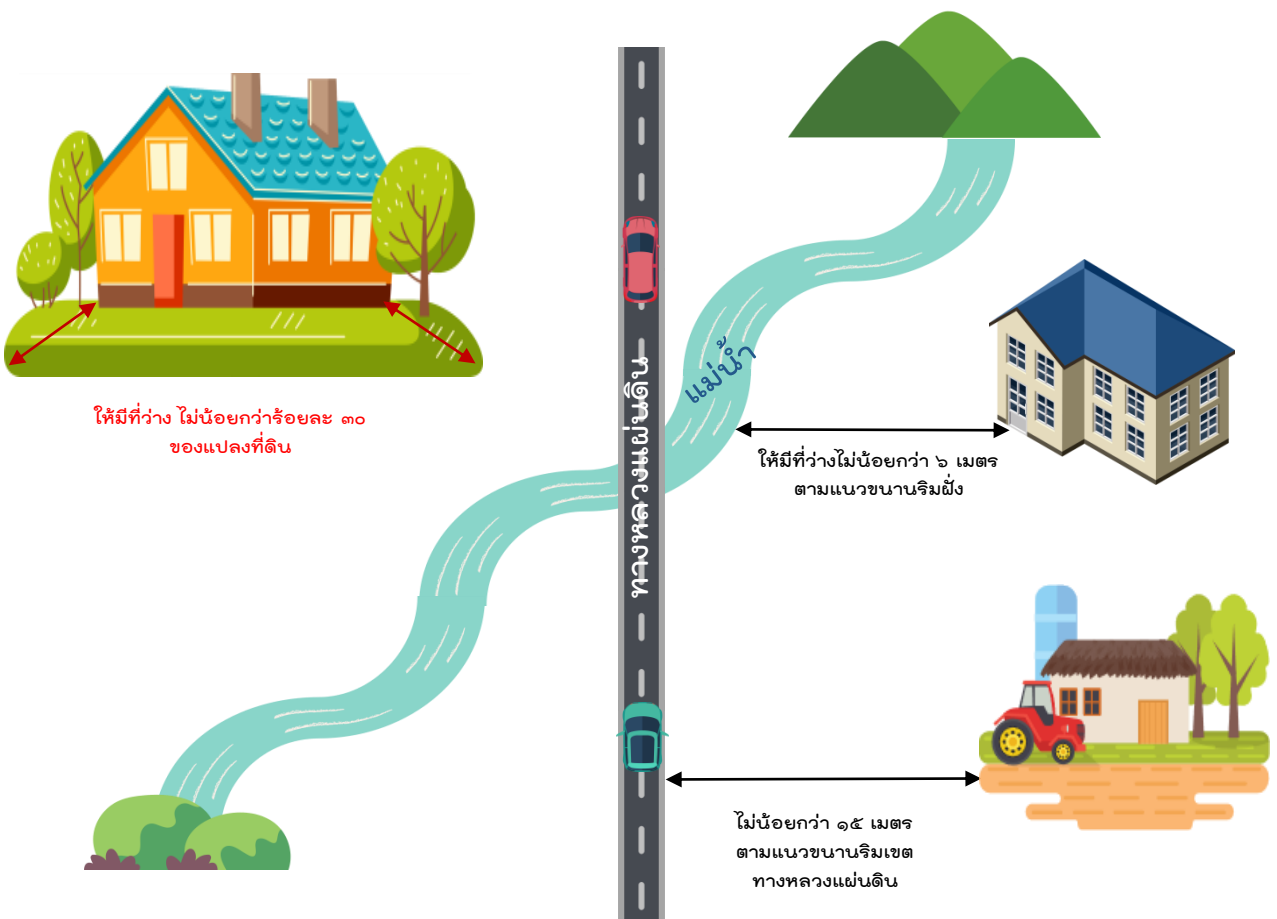 ให้มีที่ว่าง ไม่น้อยกว่าร้อยละ ๓๐
ของแปลงที่ดิน
ทางหลวงแผ่นดิน
แม่น้ำ
ให้มีที่ว่างไม่น้อยกว่า ๖ เมตร
ตามแนวขนานริมฝั่ง
ไม่น้อยกว่า ๑๕ เมตร
ตามแนวขนานริมเขต
ทางหลวงแผ่นดิน